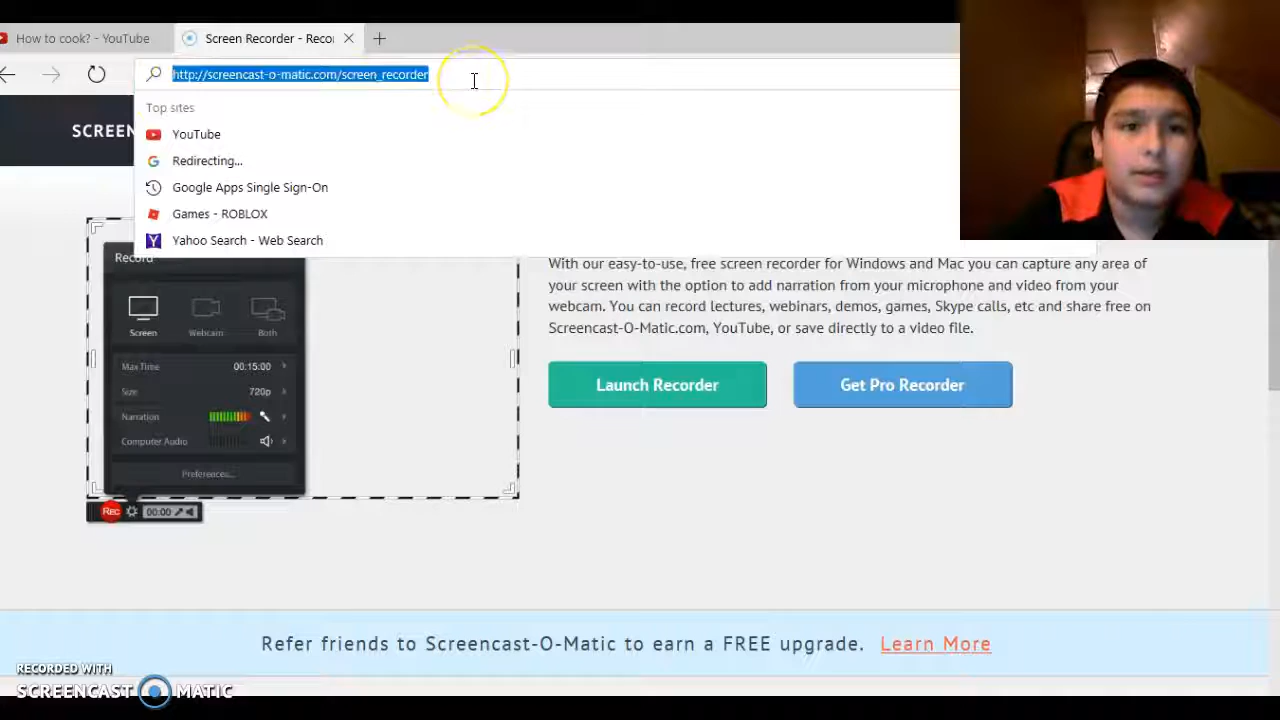 How to cook? - YouTube
Screen Recorder - Reco
http://screencast-o-matic.com/screen_recorder
Top sites
SCREEN
YouTube
Redirecting...
Google Apps Single Sign-On
Games - ROBLOX
Yahoo Search - Web Search
Record
Screen
Webcam
Both
Max Time 00:15:00
Size 720p
Narration
Computer Audio
Preferences...
Rec 00:00
With our easy-to-use, free screen recorder for Windows and Mac you can capture any area of
your screen with the option to add narration from your microphone and video from your
webcam. You can record lectures, webinars, demos, games, Skype calls, etc and share free on
Screencast-O-Matic.com, YouTube, or save directly to a video file.
Launch Recorder
Get Pro Recorder
Refer friends to Screencast-O-Matic to earn a FREE upgrade. Learn More
RECORDED WITH
SCREENCAST MATIC